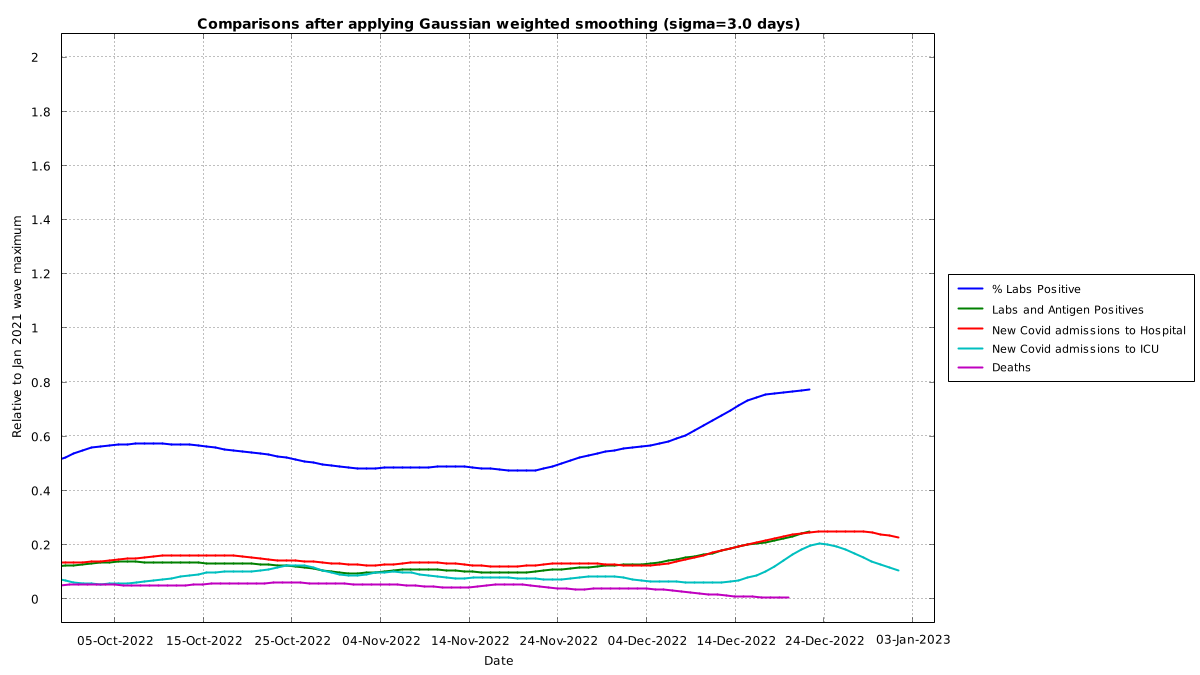 Comparisons after applying Gaussian weighted smoothing (sigma=3.0 days)
Relative to Jan 2021 wave maximum
2
1.8
1.6
1.4
1.2
1
0.8
0.6
0.4
0.2
0
05-Oct-2022 15-Oct-2022 25-Oct-2022 04-Nov-2022 14-Nov-2022 24-Nov-2022 04-Dec-2022 14-Dec-2022 24-Dec-2022 03-Jan-2023
Date
% Labs Positive
Labs and Antigen Positives
New Covid admissions to Hospital
New Covid admissions to ICU
Deaths